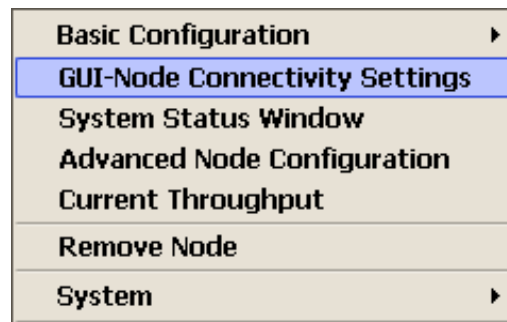 Basic Configuration
GUI-Node Connectivity Settings
System Status Window
Advanced Node Configuration
Current Throughput
Remove Node
System